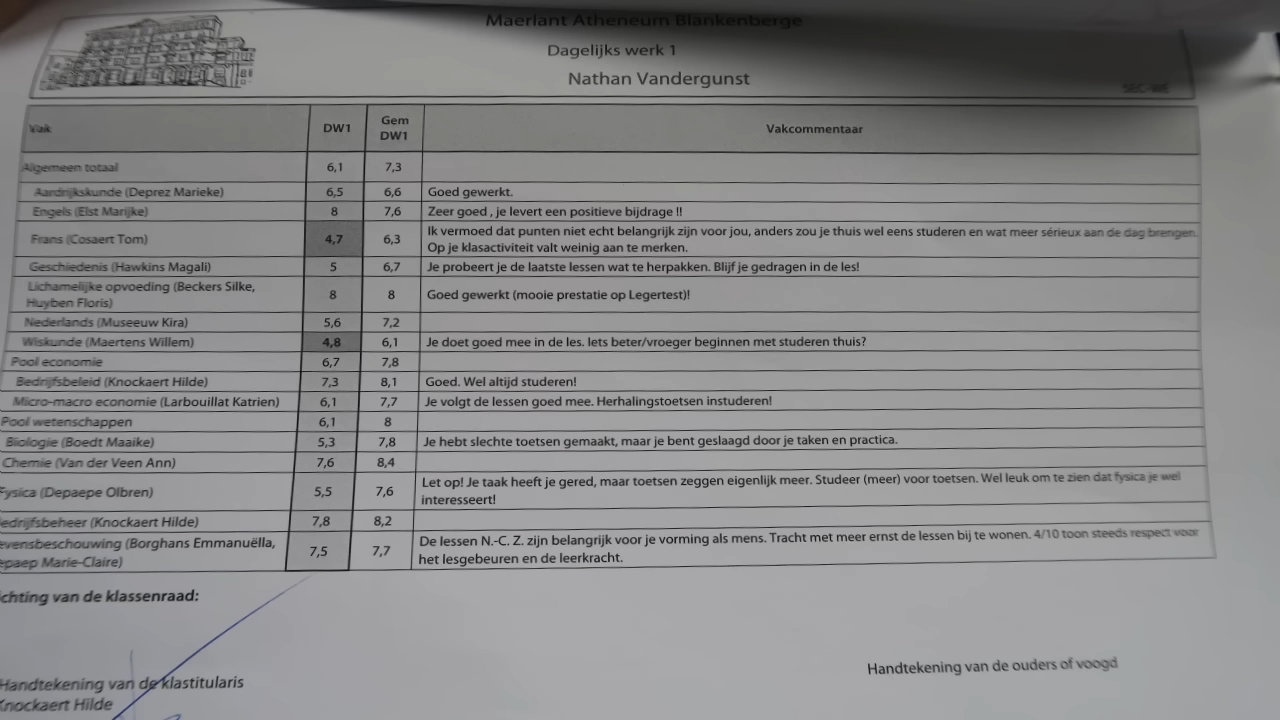 Maerlant Atheneum Blankenberge
Dagelijks werk 1
Nathan Vandergunst
SEC-WE
Vak DW1 Gem DW1 Vakcommentaar
Algemeen totaal 6,1 7,3
Aardrijkskunde (Deprez Marieke) 6,5 6,6 Goed gewerkt.
Engels (Elst Marijke) 8 7,6 Zeer goed , je levert een positieve bijdrage !!
Frans (Cosaert Tom) 4,7 6,3 Ik vermoed dat punten niet echt belangrijk zijn voor jou, anders zou je thuis wel eens studeren en wat meer sérieux aan de dag brengen.
Op je klasactiviteit valt weinig aan te merken.
Geschiedenis (Hawkins Magali) 5 6,7 Je probeert je de laatste lessen wat te herpakken. Blijf je gedragen in de les!
Lichamelijke opvoeding (Beckers Silke,
Huyben Floris) 8 8 Goed gewerkt (mooie prestatie op Legertest)!
Nederlands (Museeuw Kira) 5,6 7,2
Wiskunde (Maertens Willem) 4,8 6,1 Je doet goed mee in de les. Iets beter/vroeger beginnen met studeren thuis?
Pool economie 6,7 7,8
Bedrijfsbeleid (Knockaert Hilde) 7,3 8,1 Goed. Wel altijd studeren!
Micro-macro economie (Larbouillat Katrien) 6,1 7,7 Je volgt de lessen goed mee. Herhalingstoetsen instuderen!
Pool wetenschappen 6,1 8
Biologie (Boedt Maaike) 5,3 7,8 Je hebt slechte toetsen gemaakt, maar je bent geslaagd door je taken en practica.
Chemie (Van der Veen Ann) 7,6 8,4
Fysica (Depaepe Olbren) 5,5 7,6 Let op! Je taak heeft je gered, maar toetsen zeggen eigenlijk meer. Studeer (meer) voor toetsen. Wel leuk om te zien dat fysica je wel
interesseert!
edrijfsbeheer (Knockaert Hilde) 7,8 8,2
evensbeschouwing (Borghans Emmanuëlla,
epaep Marie-Claire) 7,5 7,7 De lessen N.-C. Z. zijn belangrijk voor je vorming als mens. Tracht met meer ernst de lessen bij te wonen. 4/10 toon steeds respect voor
het lesgebeuren en de leerkracht.
ichting van de klassenraad:
Handtekening van de ouders of voogd
Handtekening van de klastitularis
Knockaert Hilde